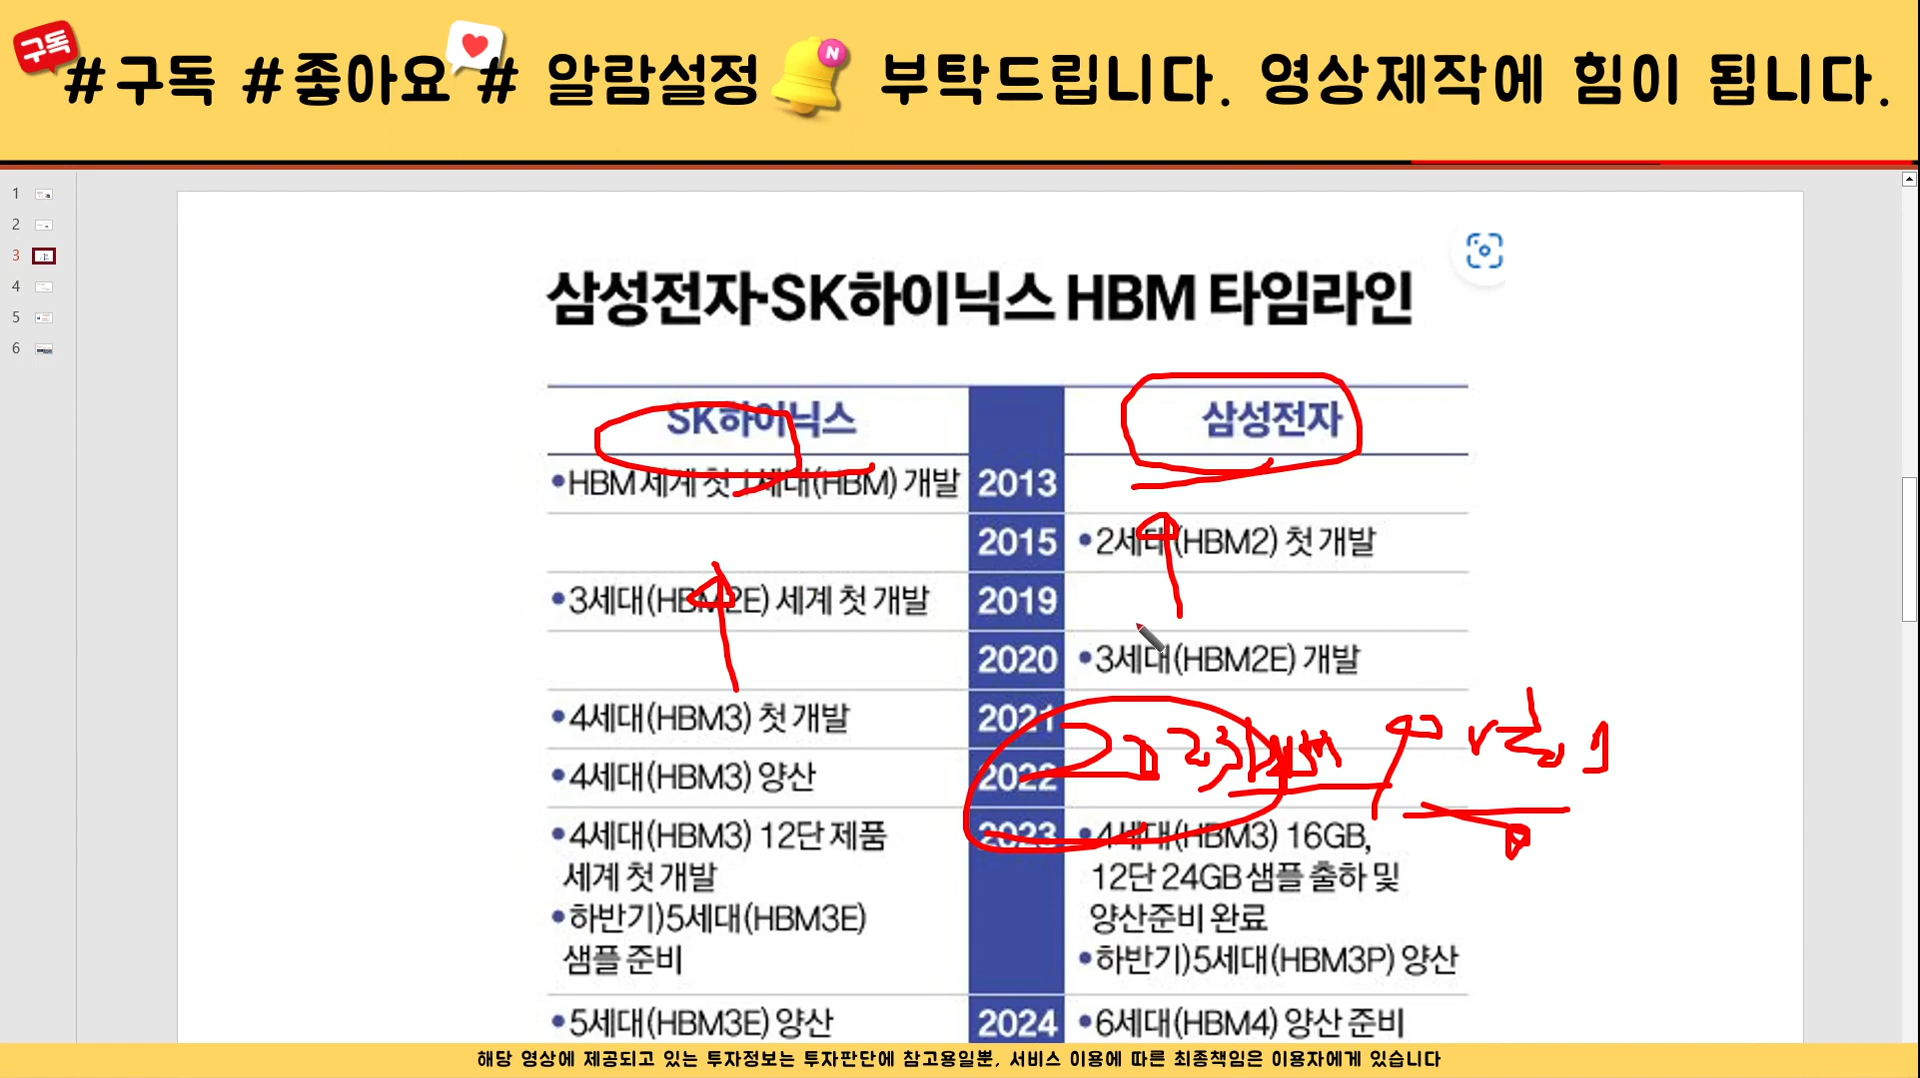 구독
#구독 #좋아요 # 알람설정 N 부탁드립니다. 영상제작에 힘이 됩니다.
1
2
3
4
5
6
삼성전자·SK하이닉스 HBM 타임라인
SK하이닉스 삼성전자
•HBM 세계 첫 1세대(HBM) 개발 2013
2015 •2세대(HBM2) 첫 개발
•3세대(HBM2E) 세계 첫 개발 2019
2020 •3세대(HBM2E) 개발
•4세대(HBM3) 첫 개발 2021
•4세대(HBM3) 양산 2022
•4세대(HBM3) 12단 제품 2023 •4세대(HBM3) 16GB,
세계 첫 개발 12단 24GB 샘플 출하 및
•하반기)5세대(HBM3E) 양산준비 완료
샘플 준비 •하반기)5세대(HBM3P) 양산
•5세대(HBM3E) 양산 2024 •6세대(HBM4) 양산 준비
해당 영상에 제공되고 있는 투자정보는 투자판단에 참고용일뿐, 서비스 이용에 따른 최종책임은 이용자에게 있습니다